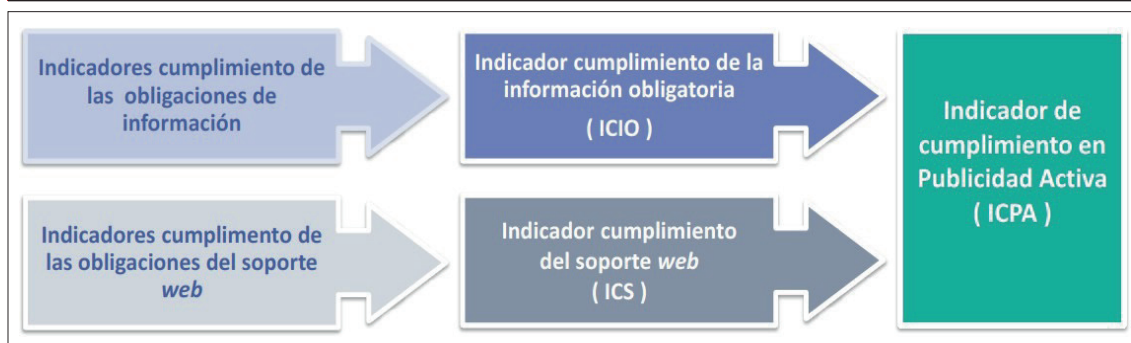 Indicadores cumplimiento de
las obligaciones de
información
Indicador cumplimiento de la
información obligatoria
( ICIO )
Indicadores cumplimento de
las obligaciones del soporte
web
Indicador cumplimiento
del soporte web
( ICS )
Indicador de
cumplimiento en
Publicidad Activa
( ICPA )